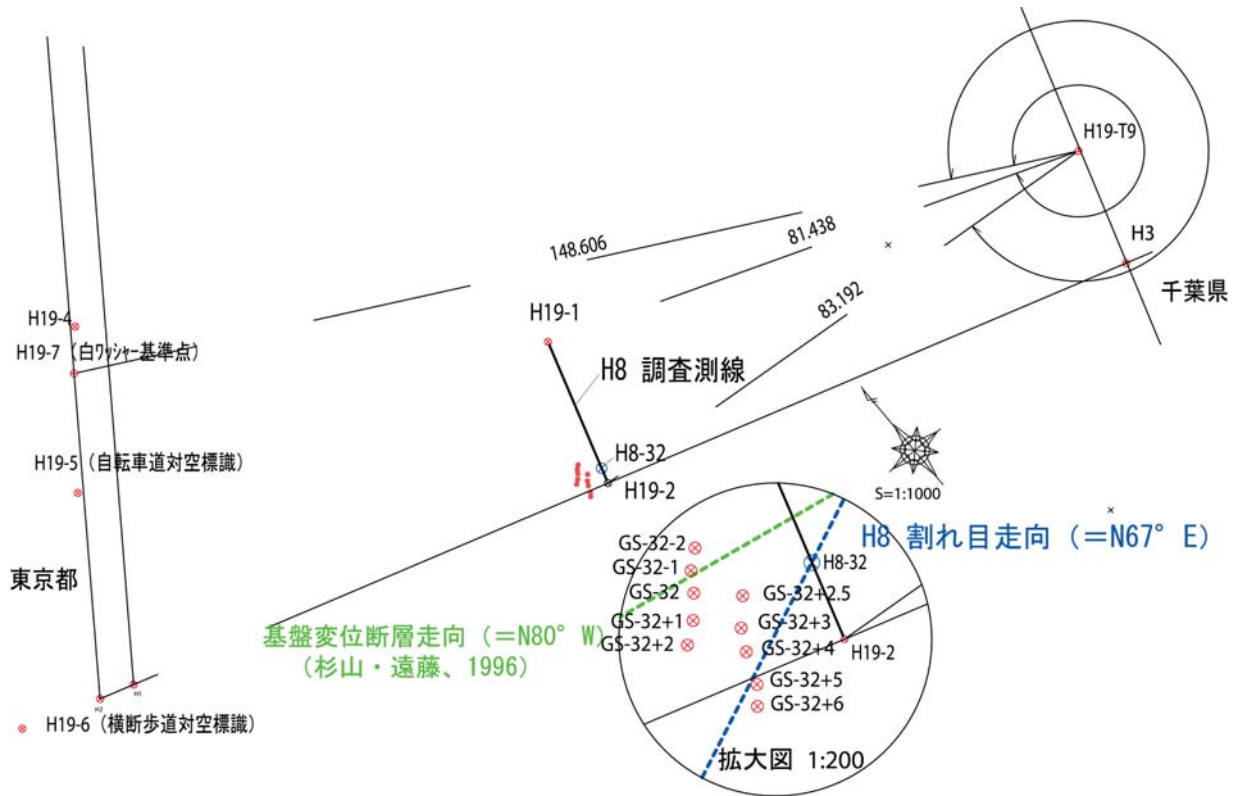 H19-T9
H3
千葉県
148.606
81.438
83.192
H19-1
H8 調査測線
H8-32
H19-2
H19-4
H19-7（白ワッシャー基準点）
H19-5（自転車道対空標識）
東京都
H1
H2
H19-6（横断歩道対空標識）
S=1:1000
H8 割れ目走向（＝N67° E）
基盤変位断層走向（＝N80° W）
（杉山・遠藤、1996）
GS-32-2
GS-32-1
GS-32
GS-32+1
GS-32+2
H8-32
GS-32+2.5
GS-32+3
GS-32+4
H19-2
GS-32+5
GS-32+6
拡大図 1:200